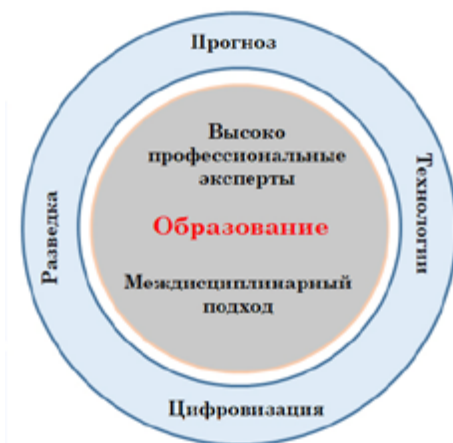 Прогноз
Высоко
профессиональные
эксперты
Образование
Междисциплинарный
подход
Разведка
Технологии
Цифровизация